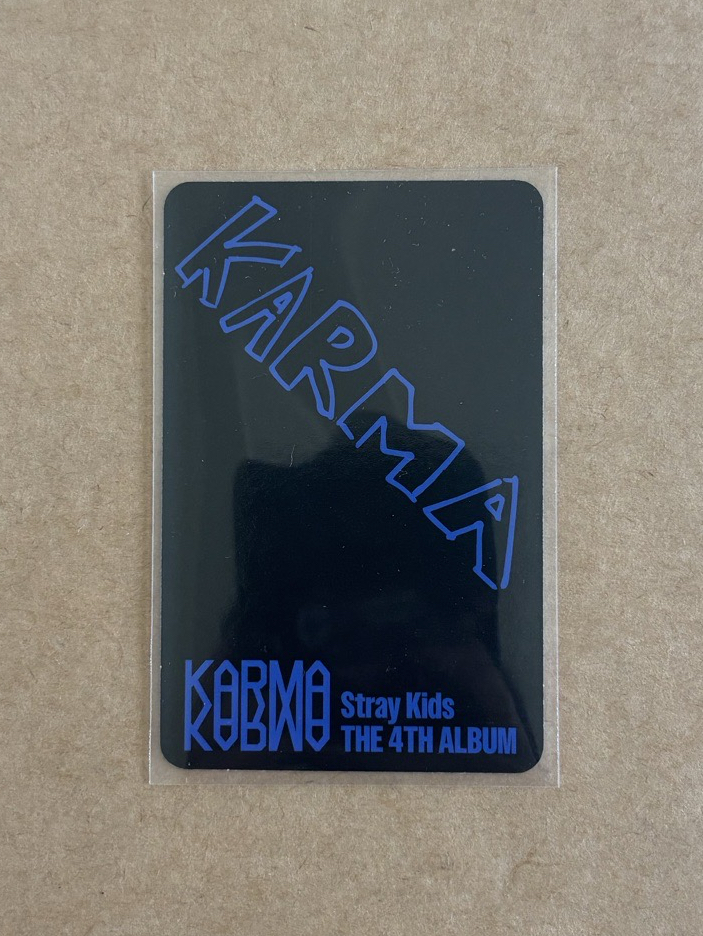 KARMA
KARMA
Stray Kids
THE 4TH ALBUM